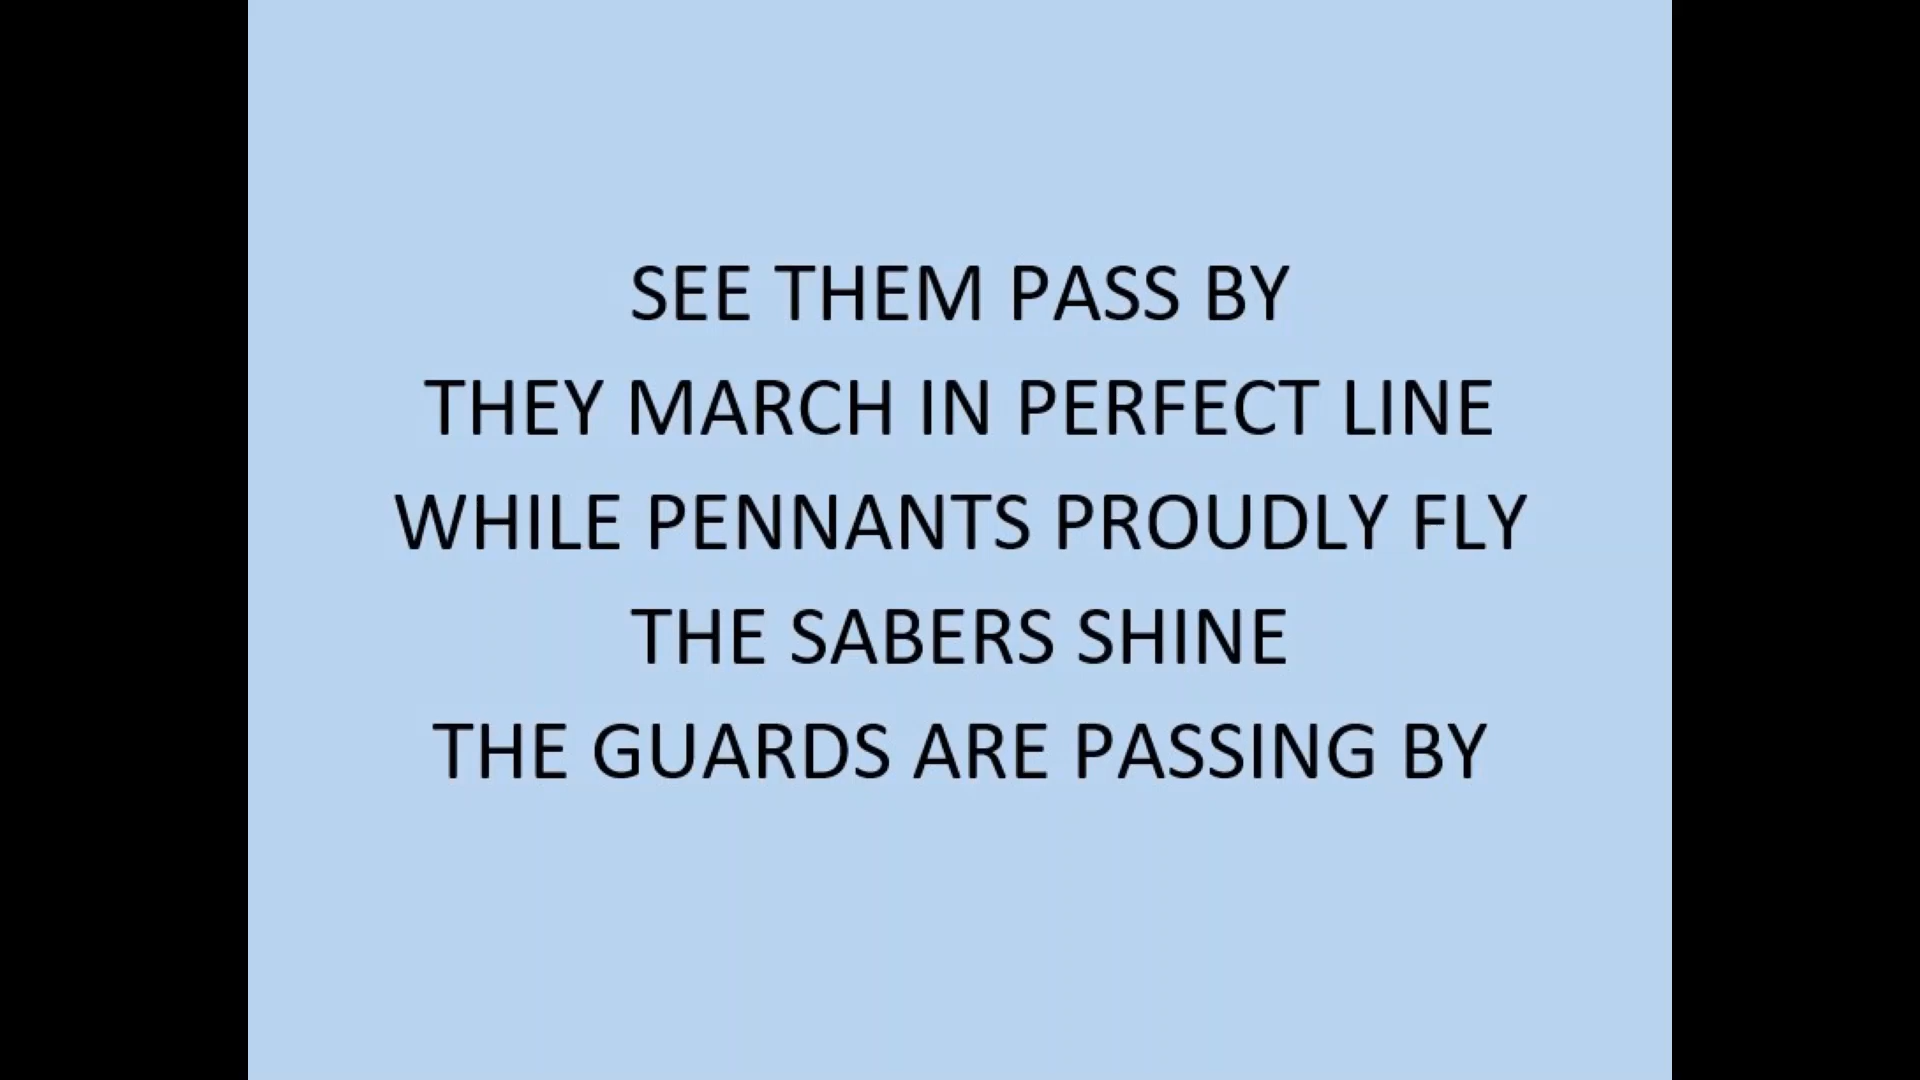 SEE THEM PASS BY
THEY MARCH IN PERFECT LINE
WHILE PENNANTS PROUDLY FLY
THE SABERS SHINE
THE GUARDS ARE PASSING BY